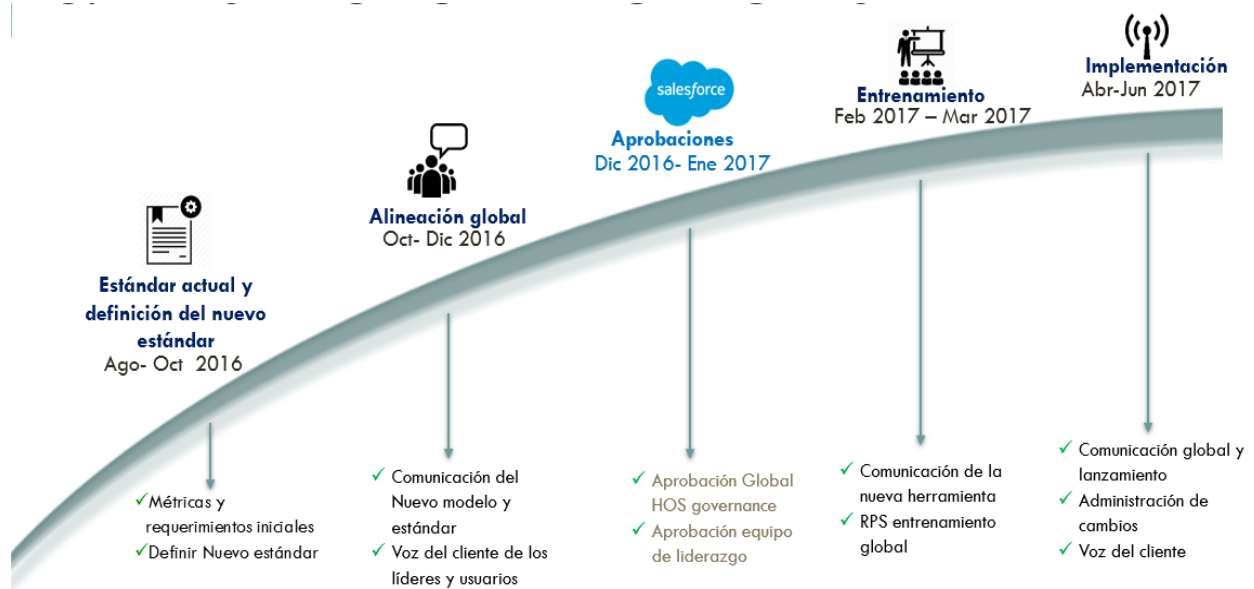 Estándar actual y
definición del nuevo
estándar
Ago- Oct 2016
✓Métricas y
requerimientos iniciales
✓Definir Nuevo estándar
Alineación global
Oct- Dic 2016
✓ Comunicación del
Nuevo modelo y
estándar
✓ Voz del cliente de los
líderes y usuarios
salesforce
Aprobaciones
Dic 2016- Ene 2017
✓ Aprobación Global
HOS governance
✓ Aprobación equipo
de liderazgo
Entrenamiento
Feb 2017 – Mar 2017
✓ Comunicación de la
nueva herramienta
✓ RPS entrenamiento
global
Implementación
Abr-Jun 2017
✓ Comunicación global y
lanzamiento
✓ Administración de
cambios
✓ Voz del cliente